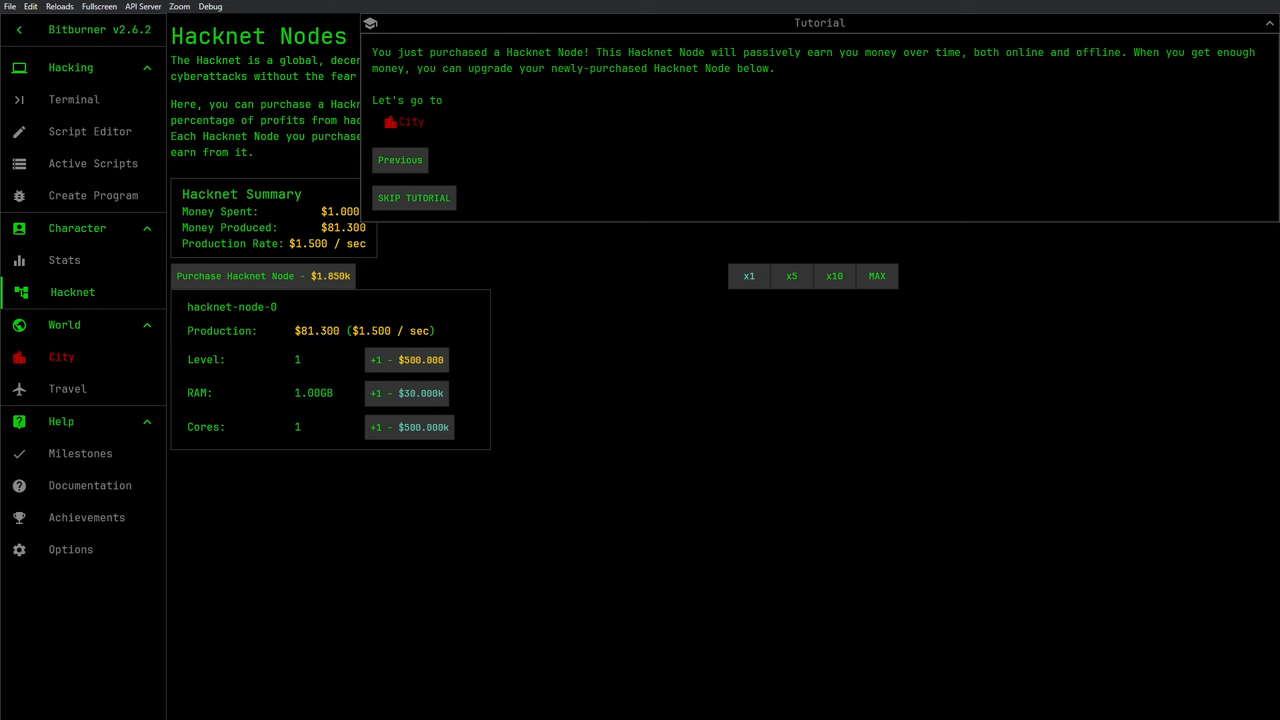 File Edit Reloads Fullscreen API Server Zoom Debug
Bitburner v2.6.2
Hacking
Terminal
Script Editor
Active Scripts
Create Program
Character
Stats
Hacknet
World
City
Travel
Help
Milestones
Documentation
Achievements
Options
Hacknet Nodes
The Hacknet is a global, decen
cyberattacks without the fear
Here, you can purchase a Hackn
percentage of profits from hac
Each Hacknet Node you purchase
earn from it.
Hacknet Summary
Money Spent: $1.000
Money Produced: $81.300
Production Rate: $1.500 / sec
Purchase Hacknet Node - $1.850k
x1 x5 x10 MAX
hacknet-node-0
Production: $81.300 ($1.500 / sec)
Level: 1 +1 - $500.000
RAM: 1.00GB +1 - $30.000k
Cores: 1 +1 - $500.000k
Tutorial
You just purchased a Hacknet Node! This Hacknet Node will passively earn you money over time, both online and offline. When you get enough
money, you can upgrade your newly-purchased Hacknet Node below.
Let's go to
City
Previous
SKIP TUTORIAL